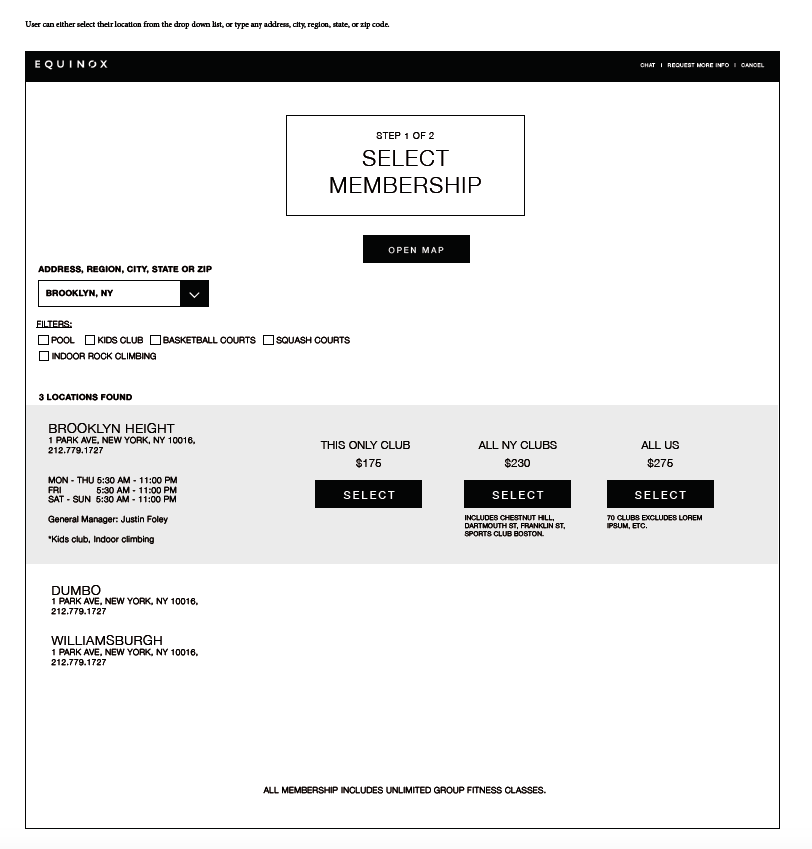 User can either select their location from the drop down list, or type any address, city, region, state, or zip code.
EQUINOX
CHAT | REQUEST MORE INFO | CANCEL
STEP 1 OF 2
SELECT
MEMBERSHIP
OPEN MAP
ADDRESS, REGION, CITY, STATE OR ZIP
BROOKLYN, NY
FILTERS:
POOL KIDS CLUB BASKETBALL COURTS SQUASH COURTS
INDOOR ROCK CLIMBING
3 LOCATIONS FOUND
BROOKLYN HEIGHT
1 PARK AVE, NEW YORK, NY 10016,
212.779.1727
MON - THU 5:30 AM - 11:00 PM
FRI 5:30 AM - 11:00 PM
SAT - SUN 5:30 AM - 11:00 PM
General Manager: Justin Foley
*Kids club, Indoor climbing
THIS ONLY CLUB
$175
SELECT
ALL NY CLUBS
$230
SELECT
INCLUDES CHESTNUT HILL,
DARTMOUTH ST, FRANKLIN ST,
SPORTS CLUB BOSTON.
ALL US
$275
SELECT
70 CLUBS EXCLUDES LOREM
IPSUM, ETC.
DUMBO
1 PARK AVE, NEW YORK, NY 10016,
212.779.1727
WILLIAMSBURGH
1 PARK AVE, NEW YORK, NY 10016,
212.779.1727
ALL MEMBERSHIP INCLUDES UNLIMITED GROUP FITNESS CLASSES.